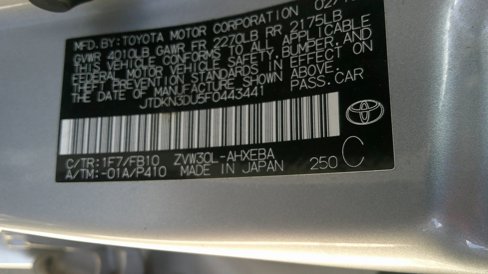 MFD.BY:TOYOTA MOTOR CORPORATION 02/1
GVWR 4010LB GAWR FR 2270LB RR 2175LB
THIS VEHICLE CONFORMS TO ALL APPLICABLE
FEDERAL MOTOR VEHICLE SAFETY, BUMPER, AND
THEFT PREVENTION STANDARDS IN EFFECT ON
THE DATE OF MANUFACTURE SHOWN ABOVE.
JTDKN3DU5F0443441 PASS.CAR
C/TR:1F7/FB10 ZVW30L-AHXEBA
A/TM:-01A/P410 MADE IN JAPAN 250 C